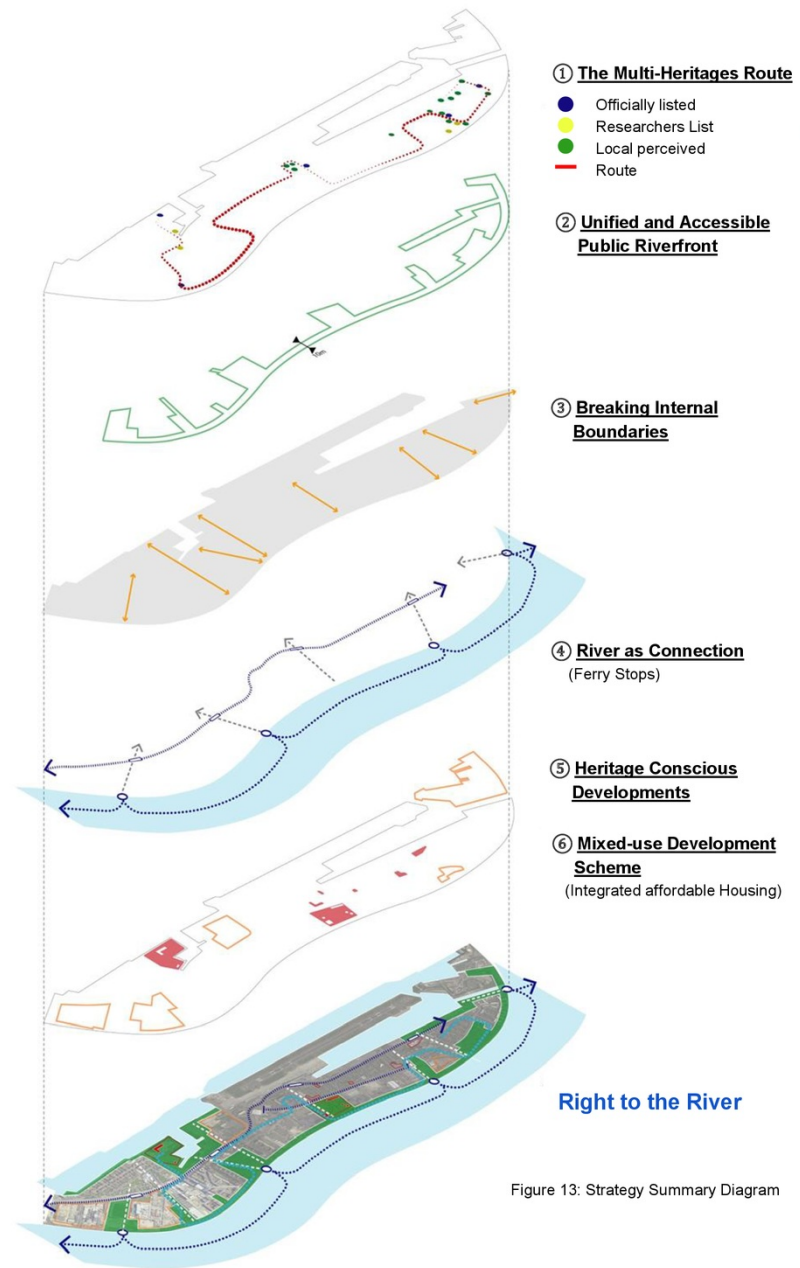 ① The Multi-Heritages Route
Officially listed
Researchers List
Local perceived
Route
② Unified and Accessible
Public Riverfront
③ Breaking Internal
Boundaries
④ River as Connection
(Ferry Stops)
⑤ Heritage Conscious
Developments
⑥ Mixed-use Development
Scheme
(Integrated affordable Housing)
Right to the River
Figure 13: Strategy Summary Diagram